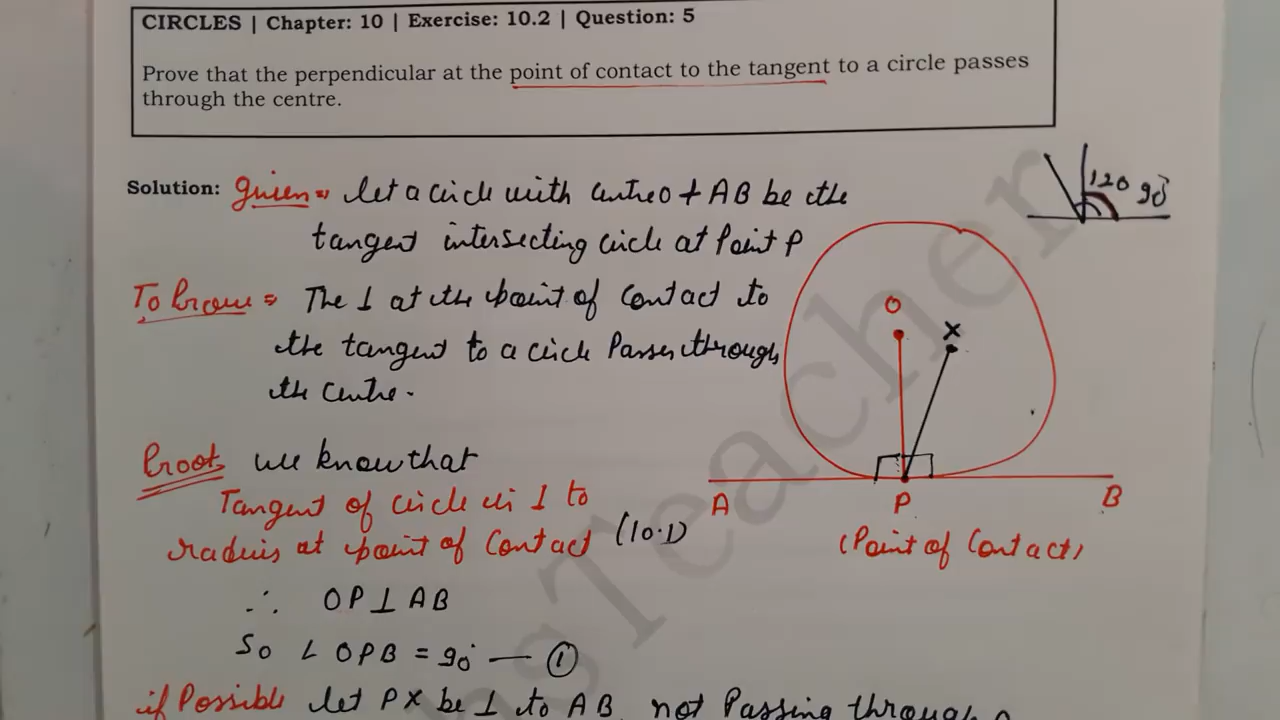 CIRCLES | Chapter: 10 | Exercise: 10.2 | Question: 5
Prove that the perpendicular at the point of contact to the tangent to a circle passes
through the centre.
Solution: given= let a circle with centre O + AB be the
tangent intersecting circle at Point P
To Prove = The ⊥ at the point of contact to
the tangent to a circle Passes through
the Centre.
Proof we know that
Tangent of circle is ⊥ to
radius at point of Contact (10.1)
∴ OP ⊥ AB
So ∠ OPB = 90° — ①
if Possible let PX be ⊥ to AB not Passing through O
120 90°
O
X
A
P
B
(Point of Contact)
sTeacher